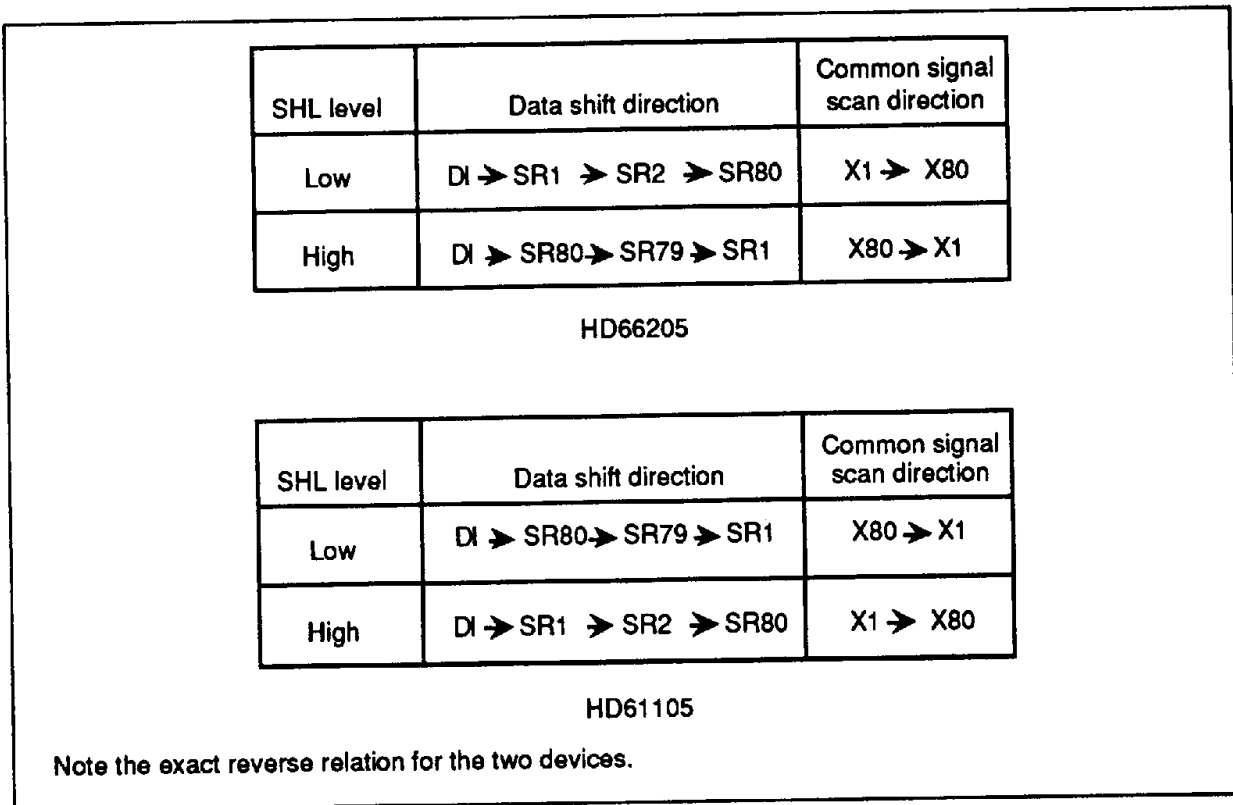 SHL level Data shift direction Common signal scan direction
Low DI ➔ SR1 ➔ SR2 ➔ SR80 X1 ➔ X80
High DI ➔ SR80 ➔ SR79 ➔ SR1 X80 ➔ X1
HD66205
SHL level Data shift direction Common signal scan direction
Low DI ➔ SR80 ➔ SR79 ➔ SR1 X80 ➔ X1
High DI ➔ SR1 ➔ SR2 ➔ SR80 X1 ➔ X80
HD61105
Note the exact reverse relation for the two devices.